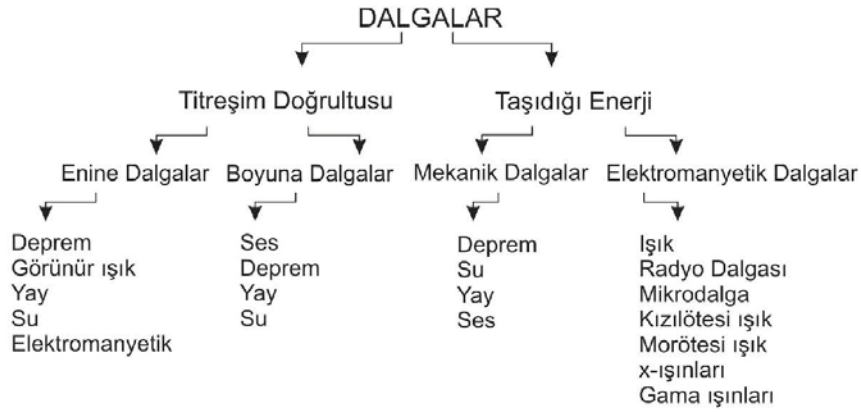 DALGALAR
Titreşim Doğrultusu
Taşıdığı Enerji
Enine Dalgalar
Boyuna Dalgalar
Mekanik Dalgalar
Elektromanyetik Dalgalar
Deprem
Görünür ışık
Yay
Su
Elektromanyetik
Ses
Deprem
Yay
Su
Deprem
Su
Yay
Ses
Işık
Radyo Dalgası
Mikrodalga
Kızılötesi ışık
Morötesi ışık
x-ışınları
Gama ışınları